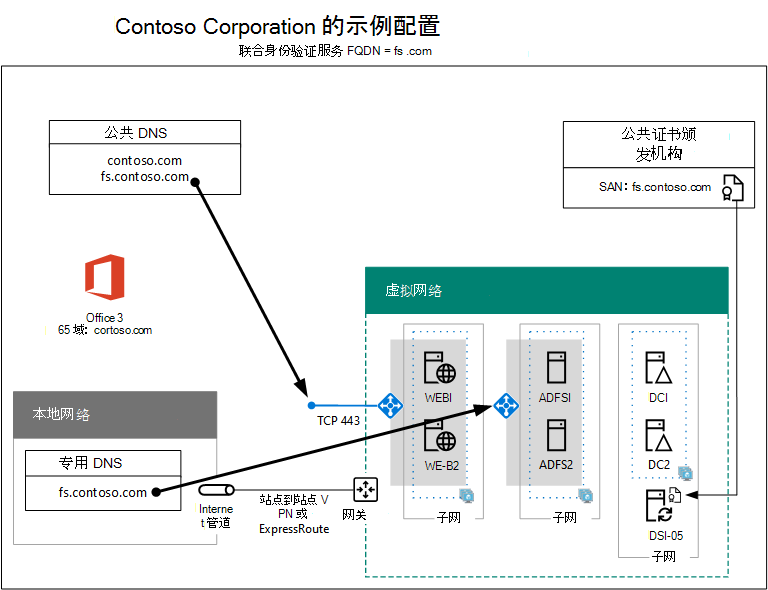 Contoso Corporation 的示例配置
联合身份验证服务 FQDN = fs .com
公共 DNS
contoso.com
fs.contoso.com
公共证书颁
发机构
SAN: fs.contoso.com
Office 3
65 域: cortoso.com
虚拟网络
WEBI
WE-B2
子网
ADFSI
ADFS2
子网
DCI
DC2
DSI-05
子网
TCP 443
本地网络
专用 DNS
fs.contoso.com
Interne
t 管道
站点到站点 V
PN 或
ExpressRoute
网关